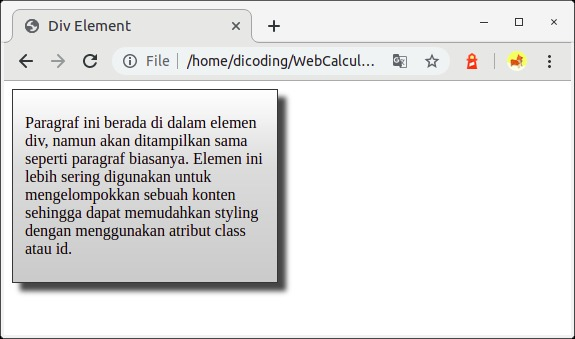 Div Element
File | /home/dicoding/WebCalcul...
Paragraf ini berada di dalam elemen
div, namun akan ditampilkan sama
seperti paragraf biasanya. Elemen ini
lebih sering digunakan untuk
mengelompokkan sebuah konten
sehingga dapat memudahkan styling
dengan menggunakan atribut class
atau id.